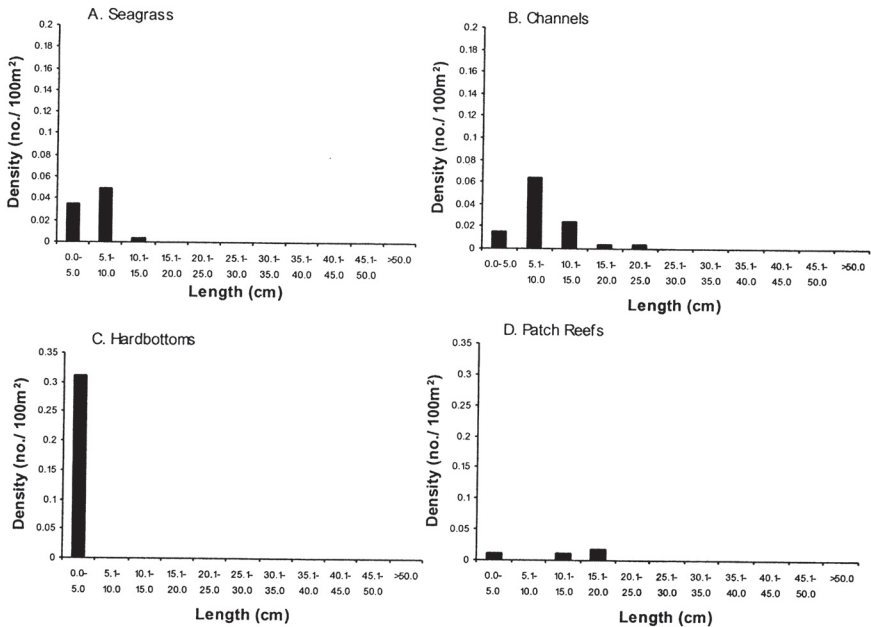 A. Seagrass
Density (no./ 100m²)
0.2
0.18
0.16
0.14
0.12
0.1
0.08
0.06
0.04
0.02
0
0.0- 5.1- 10.1- 15.1- 20.1- 25.1- 30.1- 35.1- 40.1- 45.1- >50.0
5.0 10.0 15.0 20.0 25.0 30.0 35.0 40.0 45.0 50.0
Length (cm)
B. Channels
Density (no./ 100m²)
0.2
0.18
0.16
0.14
0.12
0.1
0.08
0.06
0.04
0.02
0
0.0-5.0 5.1- 10.1- 15.1- 20.1- 25.1- 30.1- 35.1- 40.1- 45.1- >50.0
10.0 15.0 20.0 25.0 30.0 35.0 40.0 45.0 50.0
Length (cm)
C. Hardbottoms
Density (no./ 100m²)
0.35
0.3
0.25
0.2
0.15
0.1
0.05
0
0.0- 5.1- 10.1- 15.1- 20.1- 25.1- 30.1- 35.1- 40.1- 45.1- >50.0
5.0 10.0 15.0 20.0 25.0 30.0 35.0 40.0 45.0 50.0
Length (cm)
D. Patch Reefs
Density (no./ 100m²)
0.35
0.3
0.25
0.2
0.15
0.1
0.05
0
0.0- 5.1- 10.1- 15.1- 20.1- 25.1- 30.1- 35.1- 40.1- 45.1- >50.0
5.0 10.0 15.0 20.0 25.0 30.0 35.0 40.0 45.0 50.0
Length (cm)